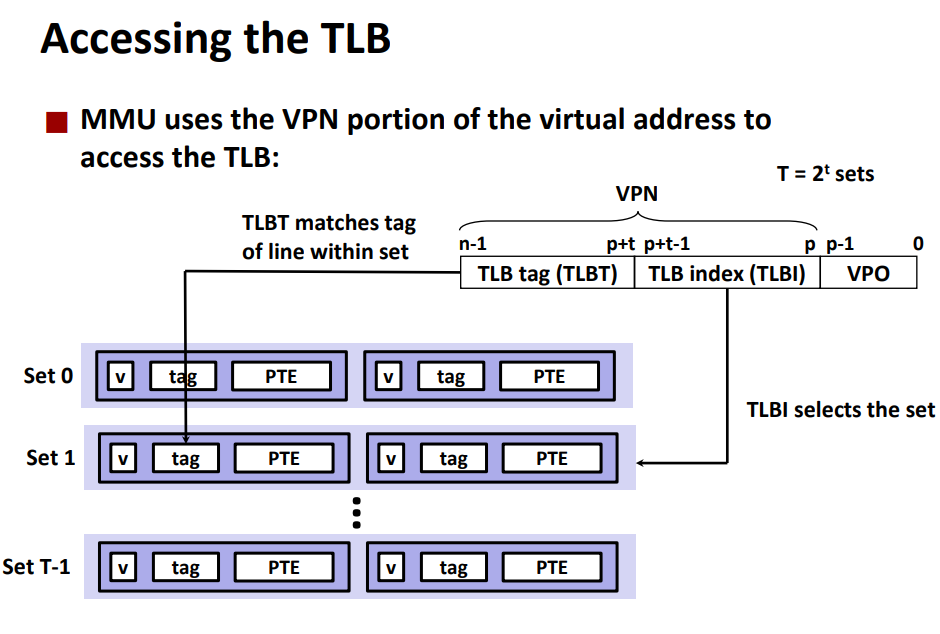 Accessing the TLB
MMU uses the VPN portion of the virtual address to
access the TLB:
T = 2^t sets
VPN
TLBT matches tag
of line within set
n-1 p+t p+t-1 p p-1 0
TLB tag (TLBT) TLB index (TLBI) VPO
Set 0 v tag PTE v tag PTE
TLBI selects the set
Set 1 v tag PTE v tag PTE
Set T-1 v tag PTE v tag PTE